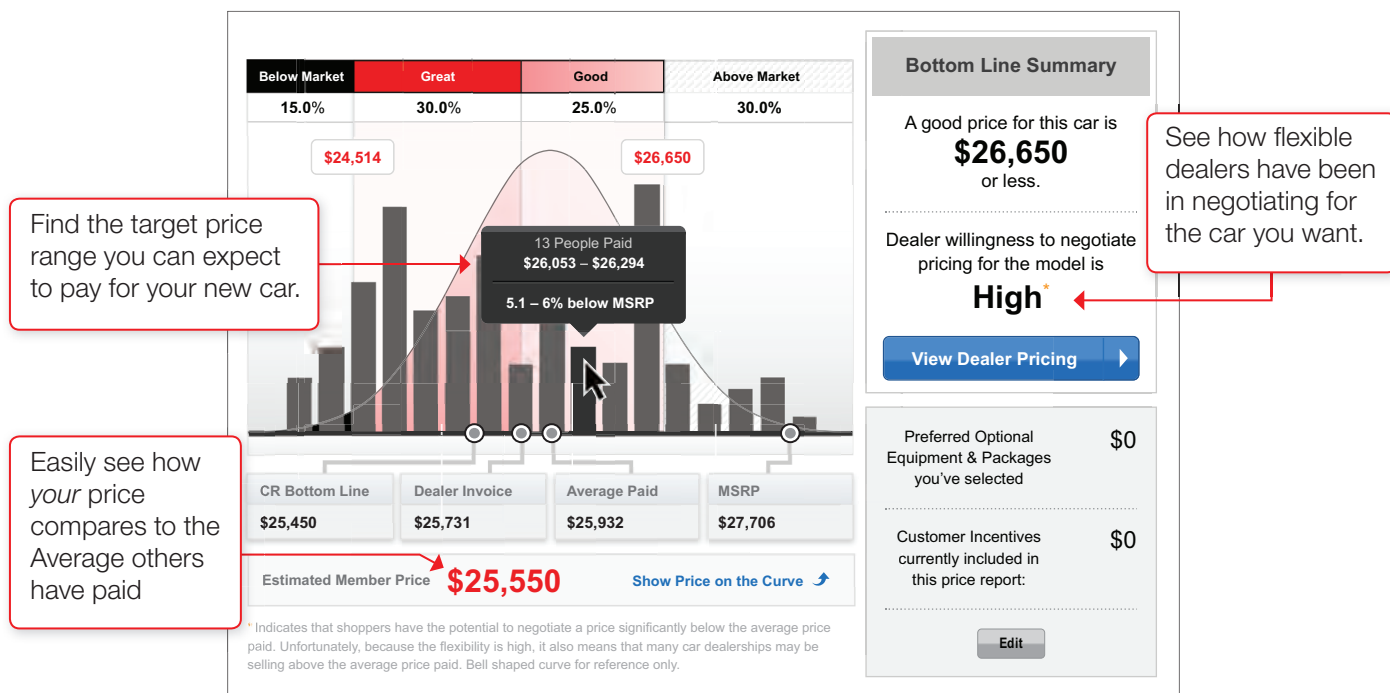 Below Market
Great
Good
Above Market
15.0%
30.0%
25.0%
30.0%
$24,514
$26,650
13 People Paid
$26,053 – $26,294
5.1 – 6% below MSRP
Find the target price
range you can expect
to pay for your new car.
Easily see how
your price
compares to the
Average others
have paid
CR Bottom Line
$25,450
Dealer Invoice
$25,731
Average Paid
$25,932
MSRP
$27,706
Estimated Member Price
$25,550
Show Price on the Curve
* Indicates that shoppers have the potential to negotiate a price significantly below the average price
paid. Unfortunately, because the flexibility is high, it also means that many car dealerships may be
selling above the average price paid. Bell shaped curve for reference only.
Bottom Line Summary
A good price for this car is
$26,650
or less.
Dealer willingness to negotiate
pricing for the model is
High*
View Dealer Pricing
See how flexible
dealers have been
in negotiating for
the car you want.
Preferred Optional
Equipment & Packages
you've selected
$0
Customer Incentives
currently included in
this price report:
$0
Edit